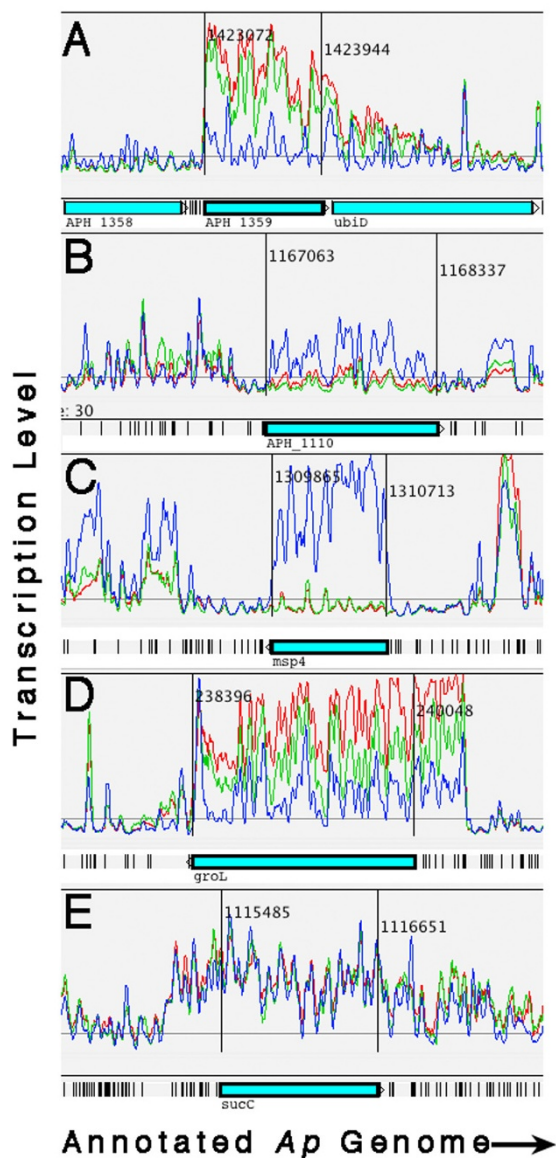 A
1423072
1423944
APH 1358
APH 1359
ubiD
B
1167063
1168337
e: 30
APH_1110
C
1309865
1310713
msp4
D
238396
240048
groL
E
1115485
1116651
sucC
Transcription Level
Annotated Ap Genome